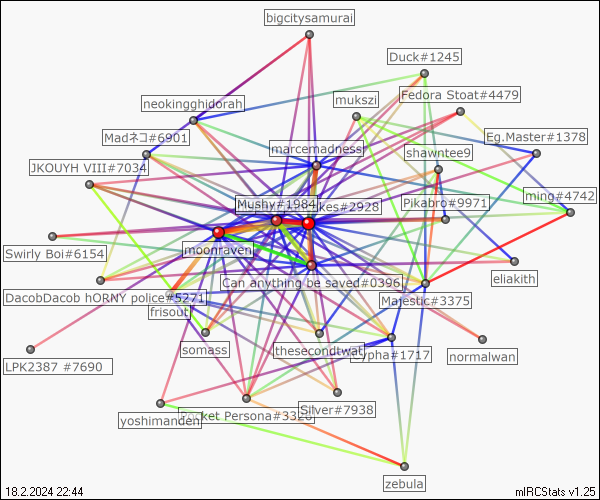 bigcitysamurai
Duck#1245
Fedora Stoat#4479
mukszi
neokingghidorah
Madネコ#6901
Eg.Master#1378
marcemadness
shawntee9
JKOUYH VIII#7034
ming#4742
Mushy#1984
kes#2928
Pikabro#9971
moonraven
Swirly Boi#6154
eliakith
Can anything be saved#0396
DacobDacob hORNY police#5271
Majestic#3375
frisout
somass
thesecondtwat
ypha#1717
normalwan
LPK2387 #7690
Silver#7938
yoshimanden
ocket Persona#3326
zebula
18.2.2024 22:44
mIRCStats v1.25